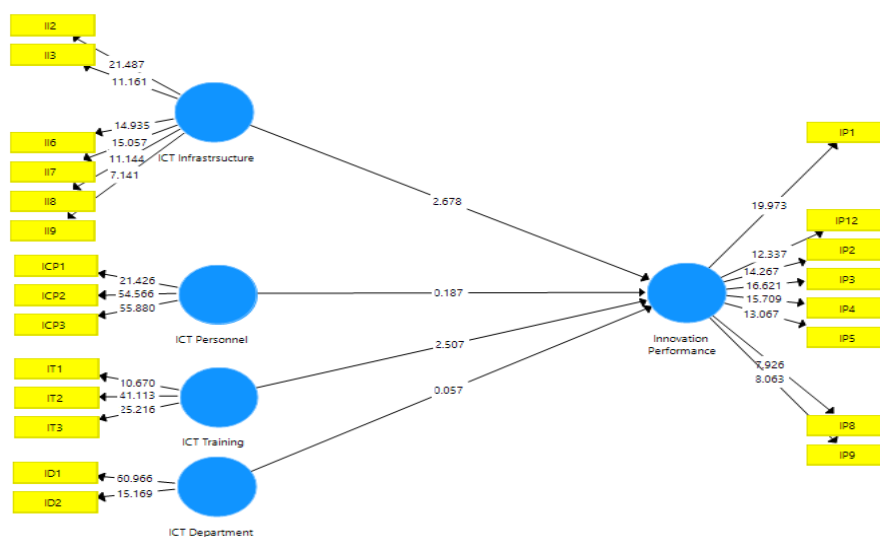 II2
II3
21.487
11.161
14.935
15.057
11.144
7.141
II6
II7
II8
II9
ICT Infrastrsucture
2.678
ICP1
ICP2
ICP3
21.426
54.566
55.880
ICT Personnel
0.187
IT1
IT2
IT3
10.670
41.113
25.216
ICT Training
2.507
ID1
ID2
60.966
15.169
ICT Department
0.057
Innovation
Performance
19.973
12.337
14.267
16.621
15.709
13.067
7.926
8.063
IP1
IP12
IP2
IP3
IP4
IP5
IP8
IP9